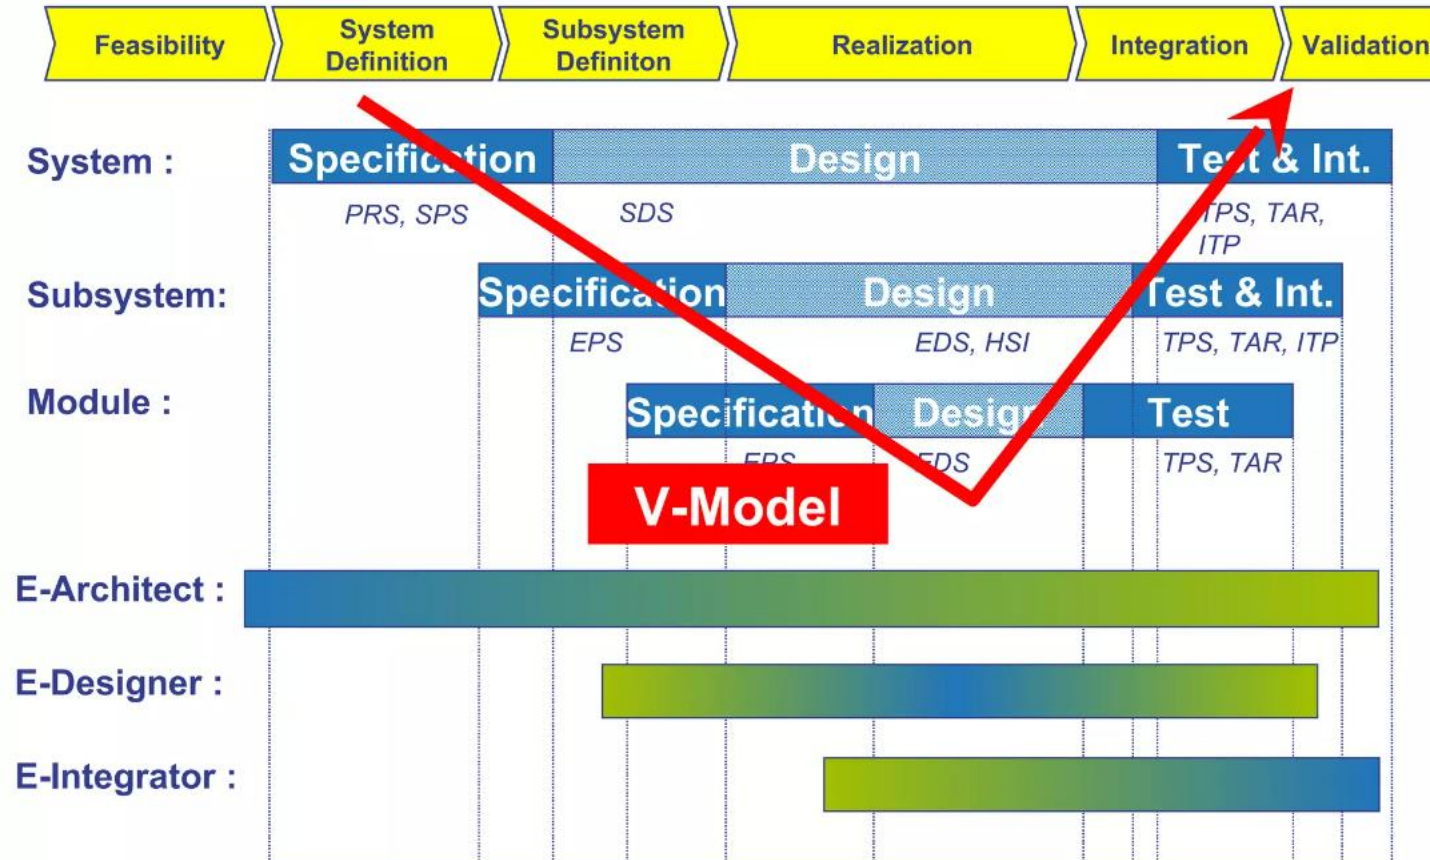 Feasibility
System
Definition
Subsystem
Definiton
Realization
Integration
Validation
System :
Specification
Design
Test & Int.
PRS, SPS
SDS
TPS, TAR,
ITP
Subsystem:
Specification
Design
Test & Int.
EPS
EDS, HSI
TPS, TAR, ITP
Module :
Specification
Design
Test
EPS
EDS
TPS, TAR
V-Model
E-Architect :
E-Designer :
E-Integrator :